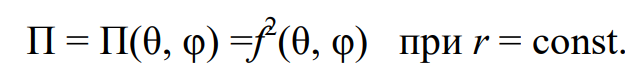 П = П(θ, φ) =f²(θ, φ) при r = const.